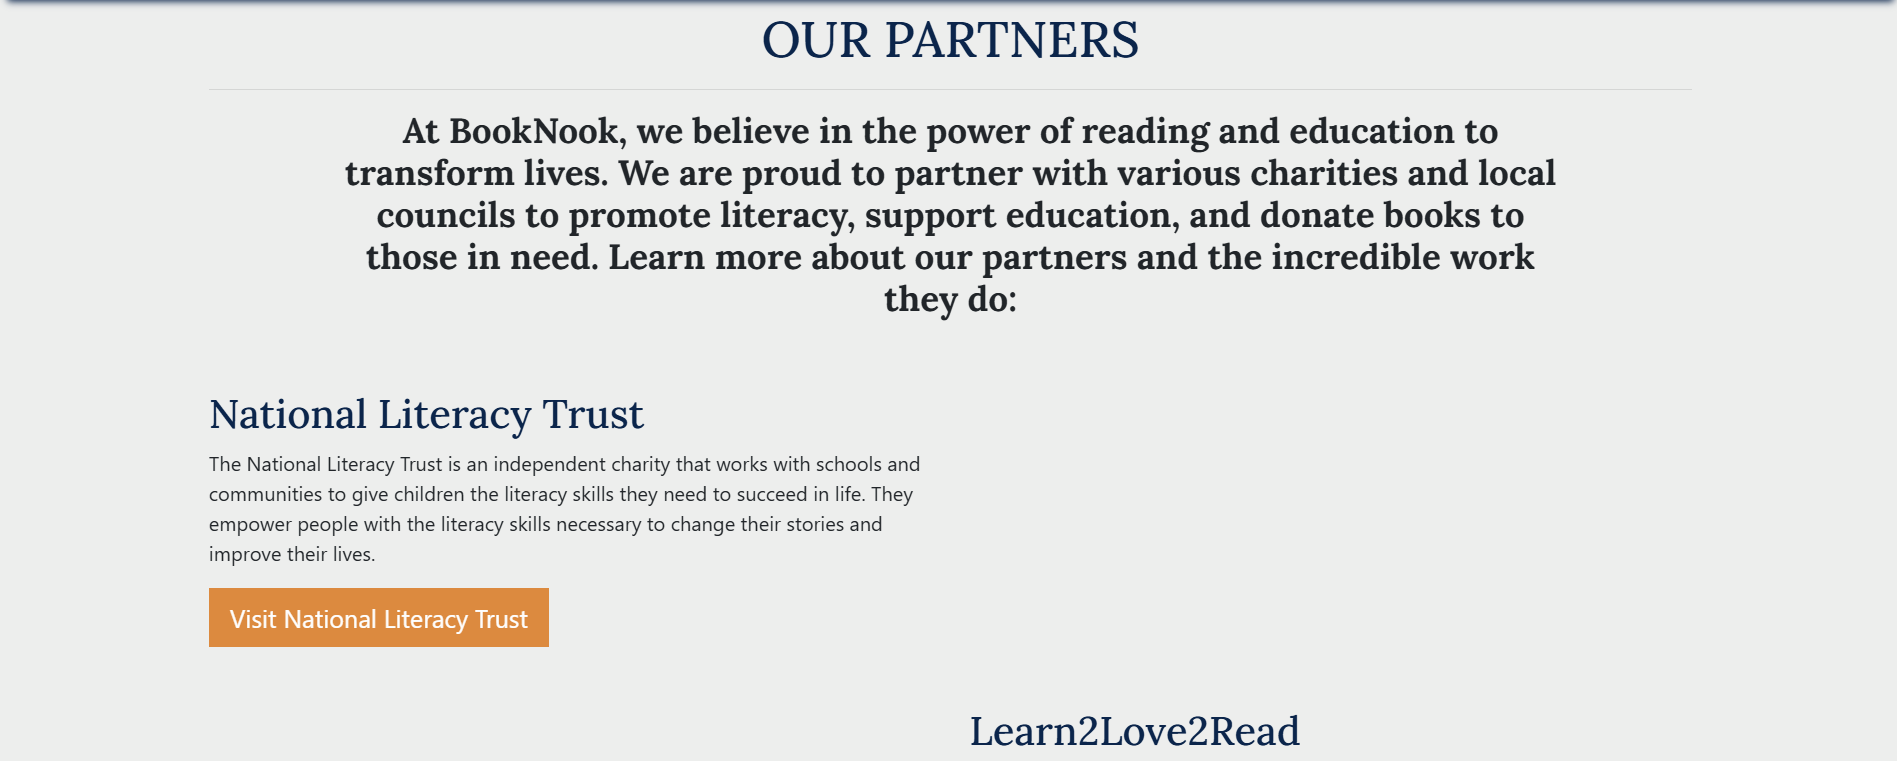 OUR PARTNERS
At BookNook, we believe in the power of reading and education to
transform lives. We are proud to partner with various charities and local
councils to promote literacy, support education, and donate books to
those in need. Learn more about our partners and the incredible work
they do:
National Literacy Trust
The National Literacy Trust is an independent charity that works with schools and
communities to give children the literacy skills they need to succeed in life. They
empower people with the literacy skills necessary to change their stories and
improve their lives.
Visit National Literacy Trust
Learn2Love2Read